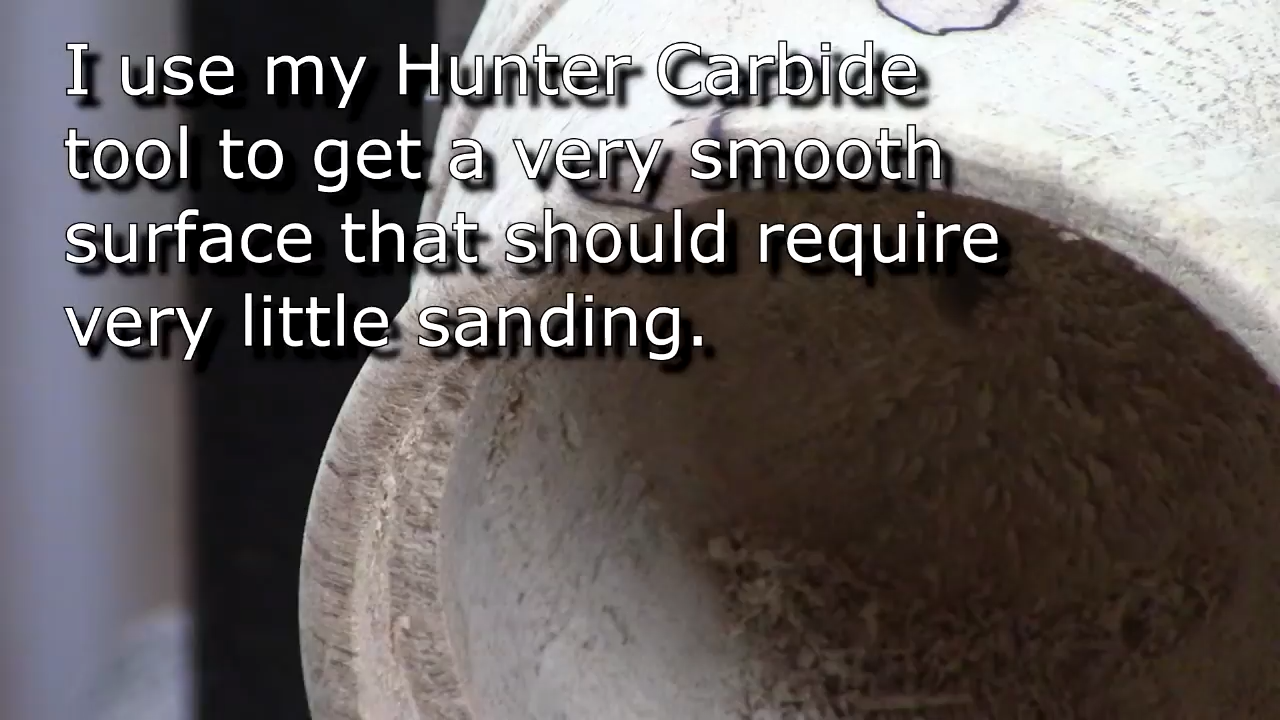 I use my Hunter Carbide
tool to get a very smooth
surface that should require
very little sanding.